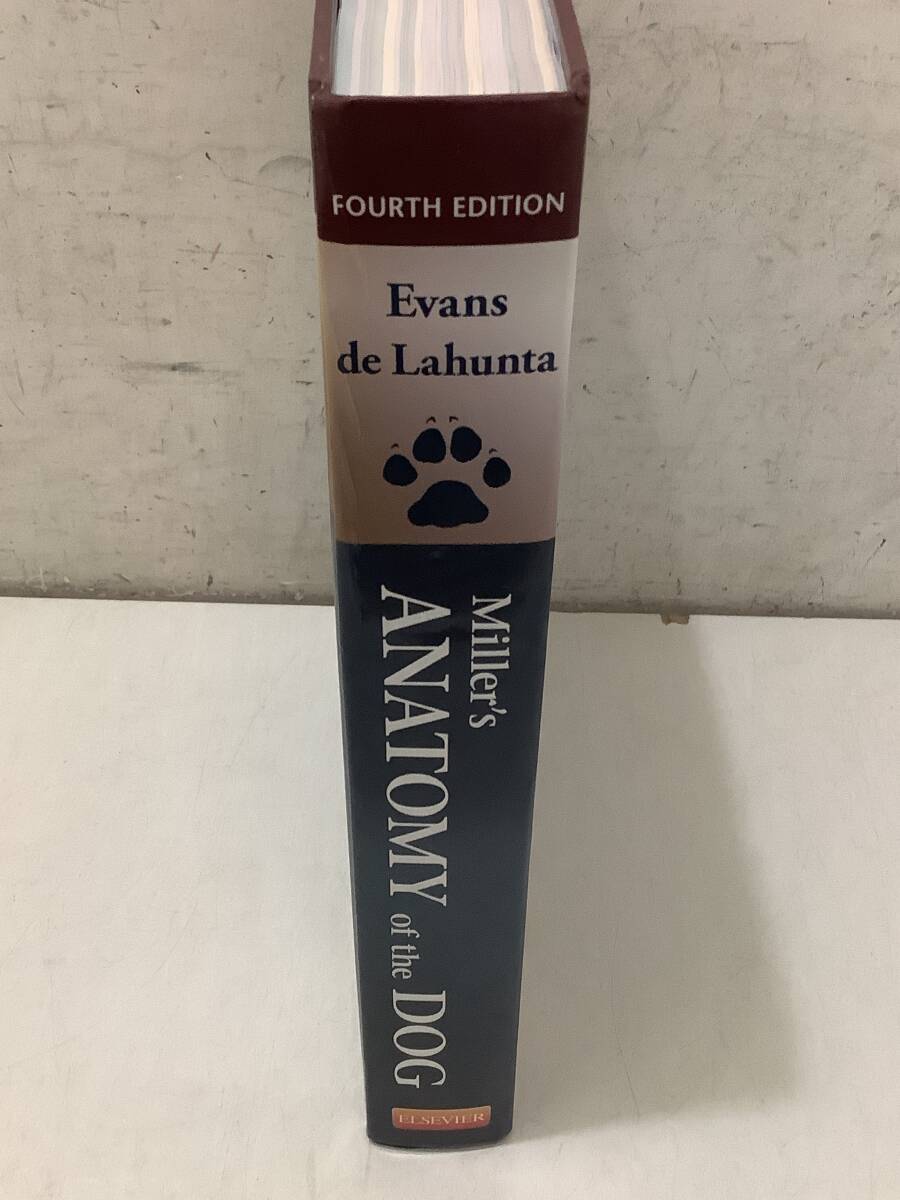 FOURTH EDITION
Evans
de Lahunta
Miller's
ANATOMY of the DOG
ELSEVIER